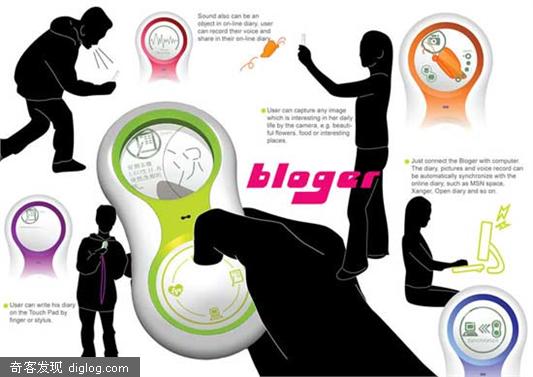 Sound also can be an
object in on-line diary, user
can record their voice and
share in their on-line diary.
User can capture any image
which is interesting in her daily
life by the camera, e.g. beauti-
ful flowers, food or interesting
places.
bloger
Just connect the Bloger with computer.
The diary, pictures and voice record can
be automatically synchronize with the
online diary, such as MSN space,
Xanger, Open diary and so on.
User can write his diary
on the Touch Pad by
finger or stylus.
奇客发现 diglog.com